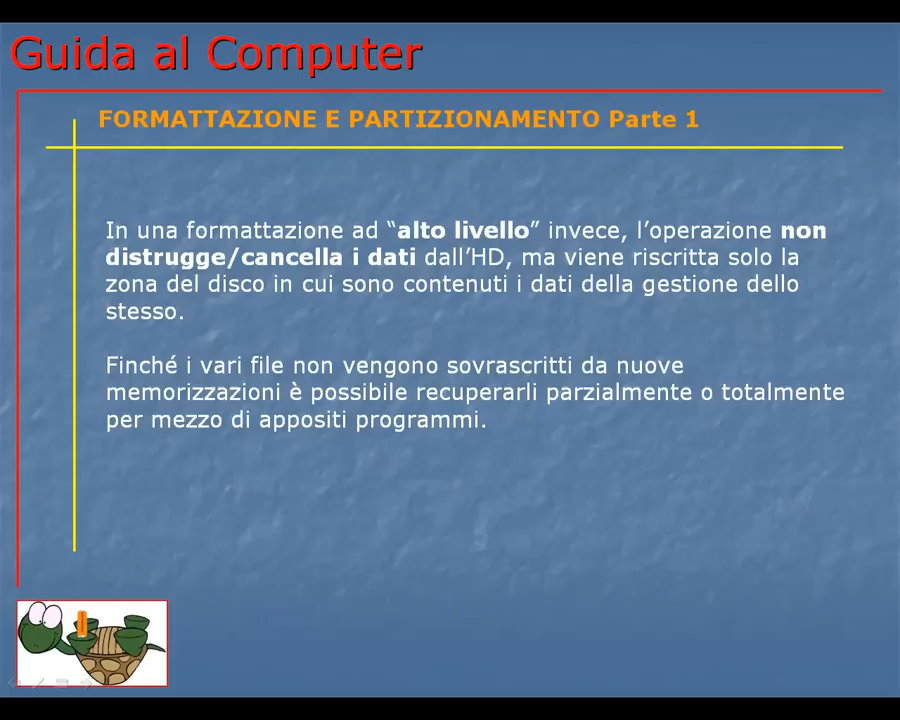 Guida al Computer
FORMATTAZIONE E PARTIZIONAMENTO Parte 1
In una formattazione ad “alto livello” invece, l’operazione non
distrugge/cancella i dati dall’HD, ma viene riscritta solo la
zona del disco in cui sono contenuti i dati della gestione dello
stesso.
Finché i vari file non vengono sovrascritti da nuove
memorizzazioni è possibile recuperarli parzialmente o totalmente
per mezzo di appositi programmi.